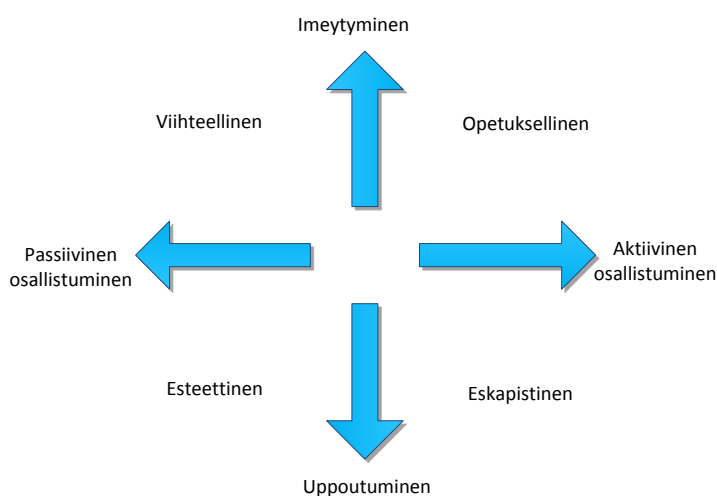 Imeytyminen
Viihteellinen
Opetuksellinen
Passiivinen
osallistuminen
Aktiivinen
osallistuminen
Esteettinen
Eskapistinen
Uppoutuminen